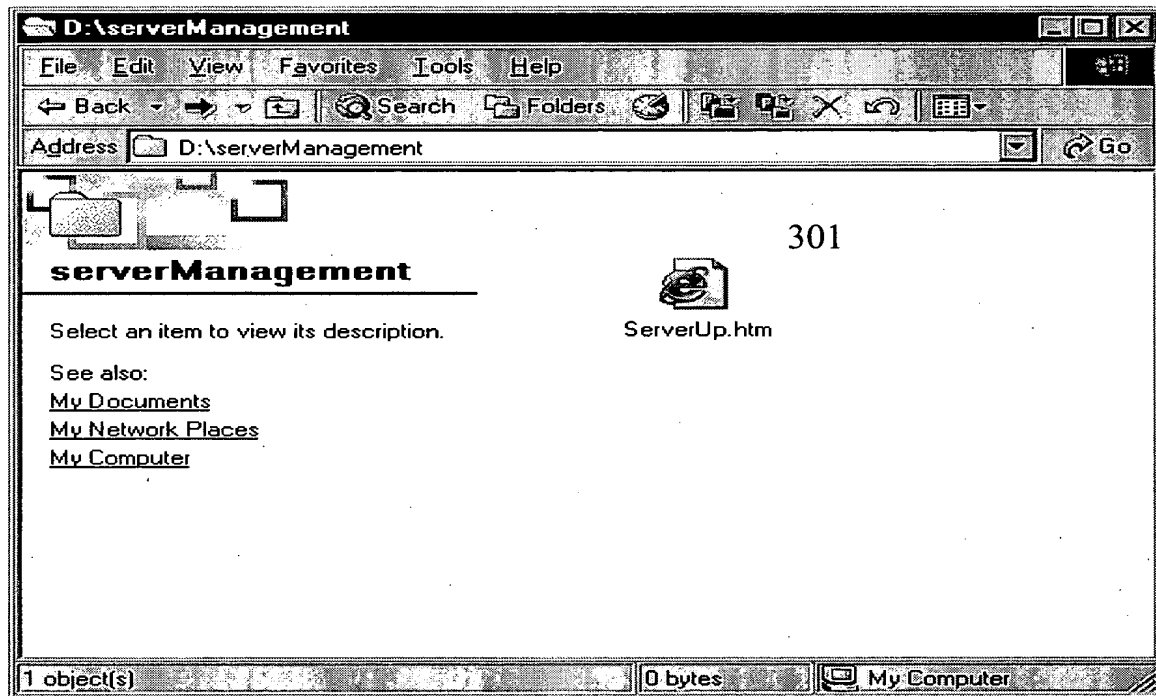 D:\serverManagement
File Edit View Favorites Tools Help
Back Search Folders
Address D:\serverManagement Go
301
serverManagement
ServerUp.htm
Select an item to view its description.
See also:
My Documents
My Network Places
My Computer
1 object(s) 0 bytes My Computer